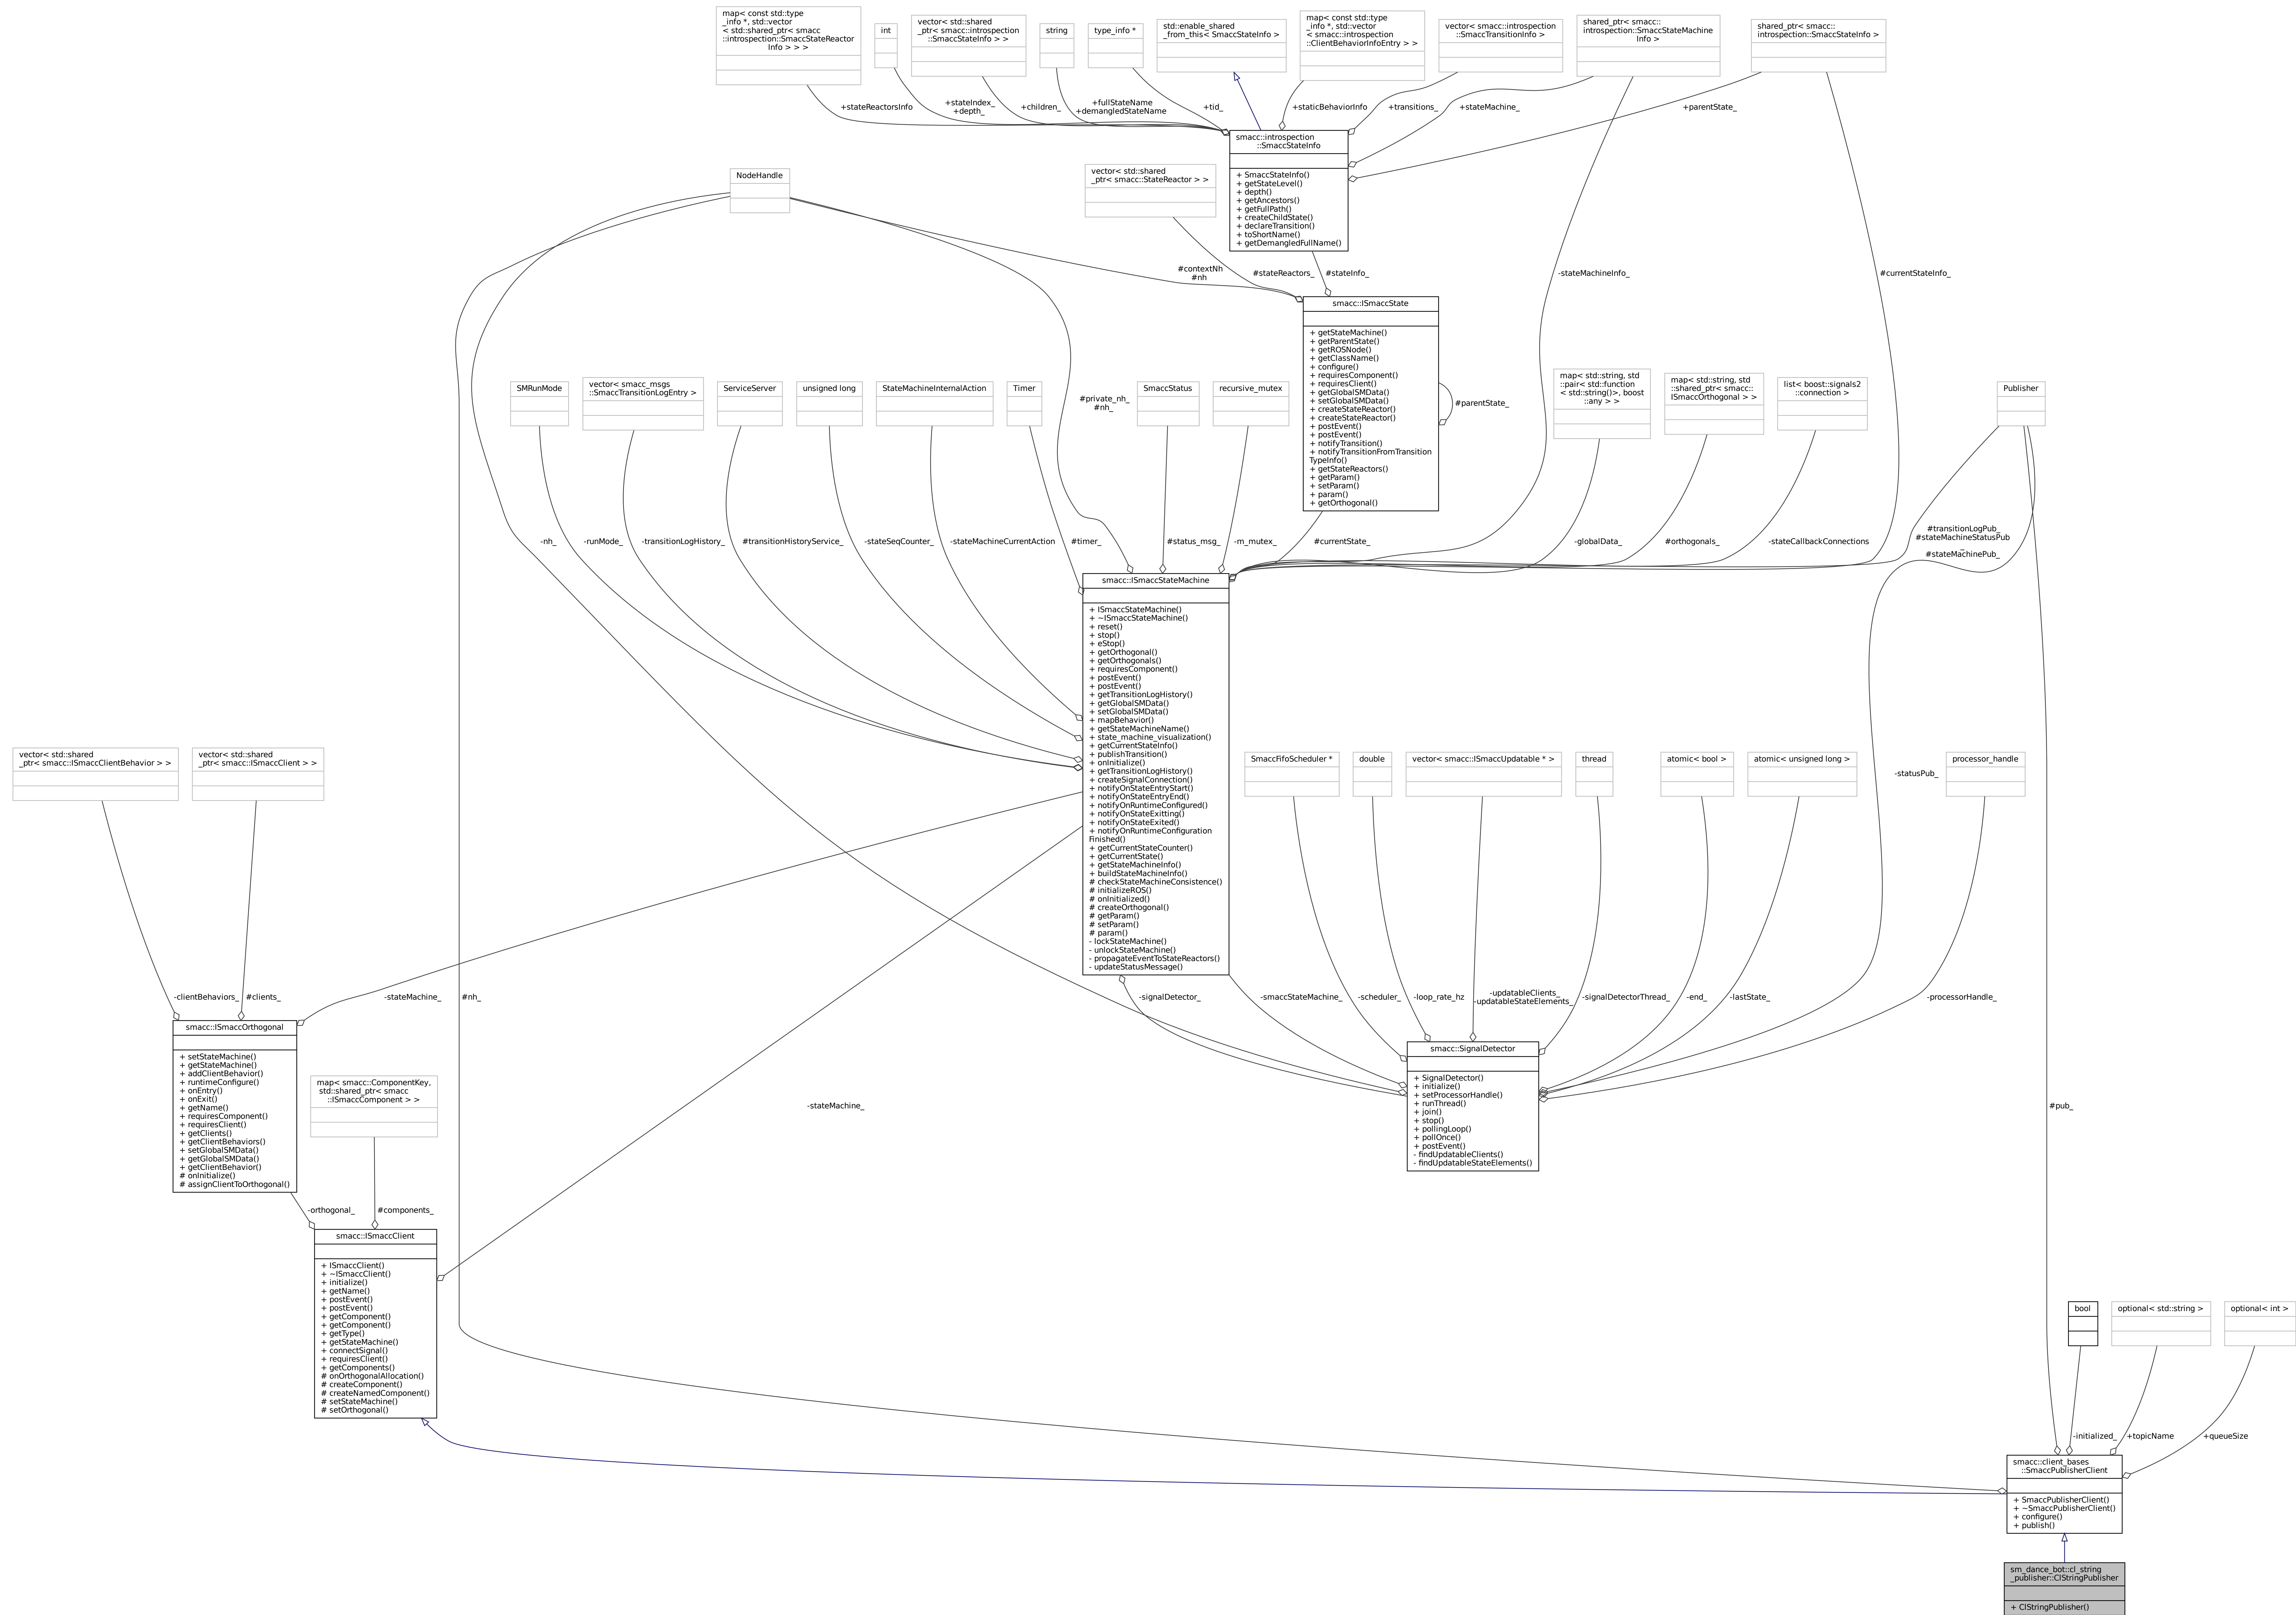 map< const std::type
_info *, std::vector
< std::shared_ptr< smacc
::introspection::SmaccStateReactor
Info > > >
int
vector< std::shared
_ptr< smacc::introspection
::SmaccStateInfo > >
string
type_info *
std::enable_shared
_from_this< SmaccStateInfo >
map< const std::type
_info *, std::vector
< smacc::introspection
::ClientBehaviorInfoEntry > >
vector< smacc::introspection
::SmaccTransitionInfo >
shared_ptr< smacc::
introspection::SmaccStateMachine
Info >
shared_ptr< smacc::
introspection::SmaccStateInfo >
+stateReactorsInfo
+stateIndex_
+depth_
+children_
+fullStateName
+demangledStateName
+tid_
+staticBehaviorInfo
+transitions_
+stateMachine_
+parentState_
smacc::introspection
::SmaccStateInfo
+ SmaccStateInfo()
+ getStateLevel()
+ depth()
+ getAncestors()
+ getFullPath()
+ createChildState()
+ declareTransition()
+ toShortName()
+ getDemangledFullName()
NodeHandle
vector< std::shared
_ptr< smacc::StateReactor > >
#contextNh
#nh
#stateReactors_
#stateInfo_
-stateMachineInfo_
#currentStateInfo_
smacc::ISmaccState
+ getStateMachine()
+ getParentState()
+ getROSNode()
+ getClassName()
+ configure()
+ requiresComponent()
+ requiresClient()
+ getGlobalSMData()
+ setGlobalSMData()
+ createStateReactor()
+ createStateReactor()
+ postEvent()
+ postEvent()
+ notifyTransition()
+ notifyTransitionFromTransition
TypeInfo()
+ getStateReactors()
+ getParam()
+ setParam()
+ param()
+ getOrthogonal()
#parentState_
SMRunMode
vector< smacc_msgs
::SmaccTransitionLogEntry >
ServiceServer
unsigned long
StateMachineInternalAction
Timer
#private_nh_
#nh_
SmaccStatus
recursive_mutex
map< std::string, std
::pair< std::function
< std::string()>, boost
::any > >
map< std::string, std
::shared_ptr< smacc::
ISmaccOrthogonal > >
list< boost::signals2
::connection >
Publisher
-nh_
-runMode_
-transitionLogHistory_
#transitionHistoryService_
-stateSeqCounter_
-stateMachineCurrentAction
#timer_
#status_msg_
-m_mutex_
#currentState_
-globalData_
#orthogonals_
-stateCallbackConnections
#transitionLogPub_
#stateMachineStatusPub
_
#stateMachinePub_
smacc::ISmaccStateMachine
+ ISmaccStateMachine()
+ ~ISmaccStateMachine()
+ reset()
+ stop()
+ eStop()
+ getOrthogonal()
+ getOrthogonals()
+ requiresComponent()
+ postEvent()
+ postEvent()
+ getTransitionLogHistory()
+ getGlobalSMData()
+ setGlobalSMData()
+ mapBehavior()
+ getStateMachineName()
+ state_machine_visualization()
+ getCurrentStateInfo()
+ publishTransition()
+ onInitialize()
+ getTransitionLogHistory()
+ createSignalConnection()
+ notifyOnStateEntryStart()
+ notifyOnStateEntryEnd()
+ notifyOnRuntimeConfigured()
+ notifyOnStateExitting()
+ notifyOnStateExited()
+ notifyOnRuntimeConfiguration
Finished()
+ getCurrentStateCounter()
+ getCurrentState()
+ getStateMachineInfo()
+ buildStateMachineInfo()
# checkStateMachineConsistence()
# initializeROS()
# onInitialized()
# createOrthogonal()
# getParam()
# setParam()
# param()
- lockStateMachine()
- unlockStateMachine()
- propagateEventToStateReactors()
- updateStatusMessage()
vector< std::shared
_ptr< smacc::ISmaccClientBehavior > >
vector< std::shared
_ptr< smacc::ISmaccClient > >
SmaccFifoScheduler *
double
vector< smacc::ISmaccUpdatable * >
thread
atomic< bool >
atomic< unsigned long >
-statusPub_
processor_handle
-clientBehaviors_
#clients_
-stateMachine_
#nh_
-signalDetector_
-smaccStateMachine_
-scheduler_
-loop_rate_hz
-updatableClients_
-updatableStateElements_
-signalDetectorThread_
-end_
-lastState_
-processorHandle_
smacc::ISmaccOrthogonal
+ setStateMachine()
+ getStateMachine()
+ addClientBehavior()
+ runtimeConfigure()
+ onEntry()
+ onExit()
+ getName()
+ requiresComponent()
+ requiresClient()
+ getClients()
+ getClientBehaviors()
+ setGlobalSMData()
+ getGlobalSMData()
+ getClientBehavior()
# onInitialize()
# assignClientToOrthogonal()
map< smacc::ComponentKey,
std::shared_ptr< smacc
::ISmaccComponent > >
-stateMachine_
smacc::SignalDetector
+ SignalDetector()
+ initialize()
+ setProcessorHandle()
+ runThread()
+ join()
+ stop()
+ pollingLoop()
+ pollOnce()
+ postEvent()
- findUpdatableClients()
- findUpdatableStateElements()
#pub_
-orthogonal_
#components_
smacc::ISmaccClient
+ ISmaccClient()
+ ~ISmaccClient()
+ initialize()
+ getName()
+ postEvent()
+ postEvent()
+ getComponent()
+ getComponent()
+ getType()
+ getStateMachine()
+ connectSignal()
+ requiresClient()
+ getComponents()
# onOrthogonalAllocation()
# createComponent()
# createNamedComponent()
# setStateMachine()
# setOrthogonal()
bool
optional< std::string >
optional< int >
-initialized_
+topicName
+queueSize
smacc::client_bases
::SmaccPublisherClient
+ SmaccPublisherClient()
+ ~SmaccPublisherClient()
+ configure()
+ publish()
sm_dance_bot::cl_string
_publisher::ClStringPublisher
+ ClStringPublisher()